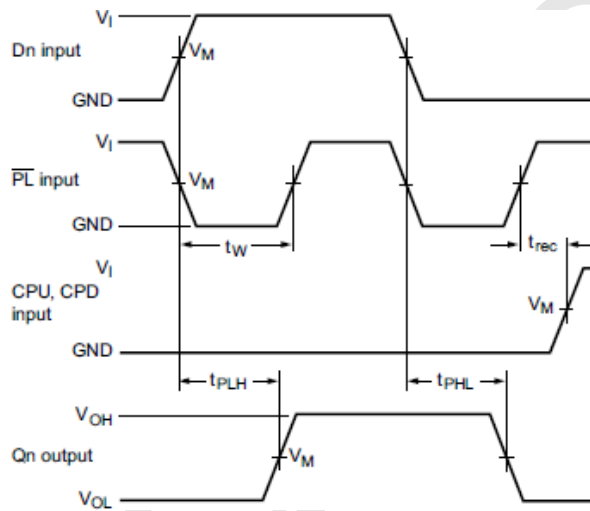 VI
Dn input
VM
GND
VI
PL input
VM
GND
tW
trec
VI
CPU, CPD
input
VM
GND
tPLH
tPHL
VOH
Qn output
VM
VOL